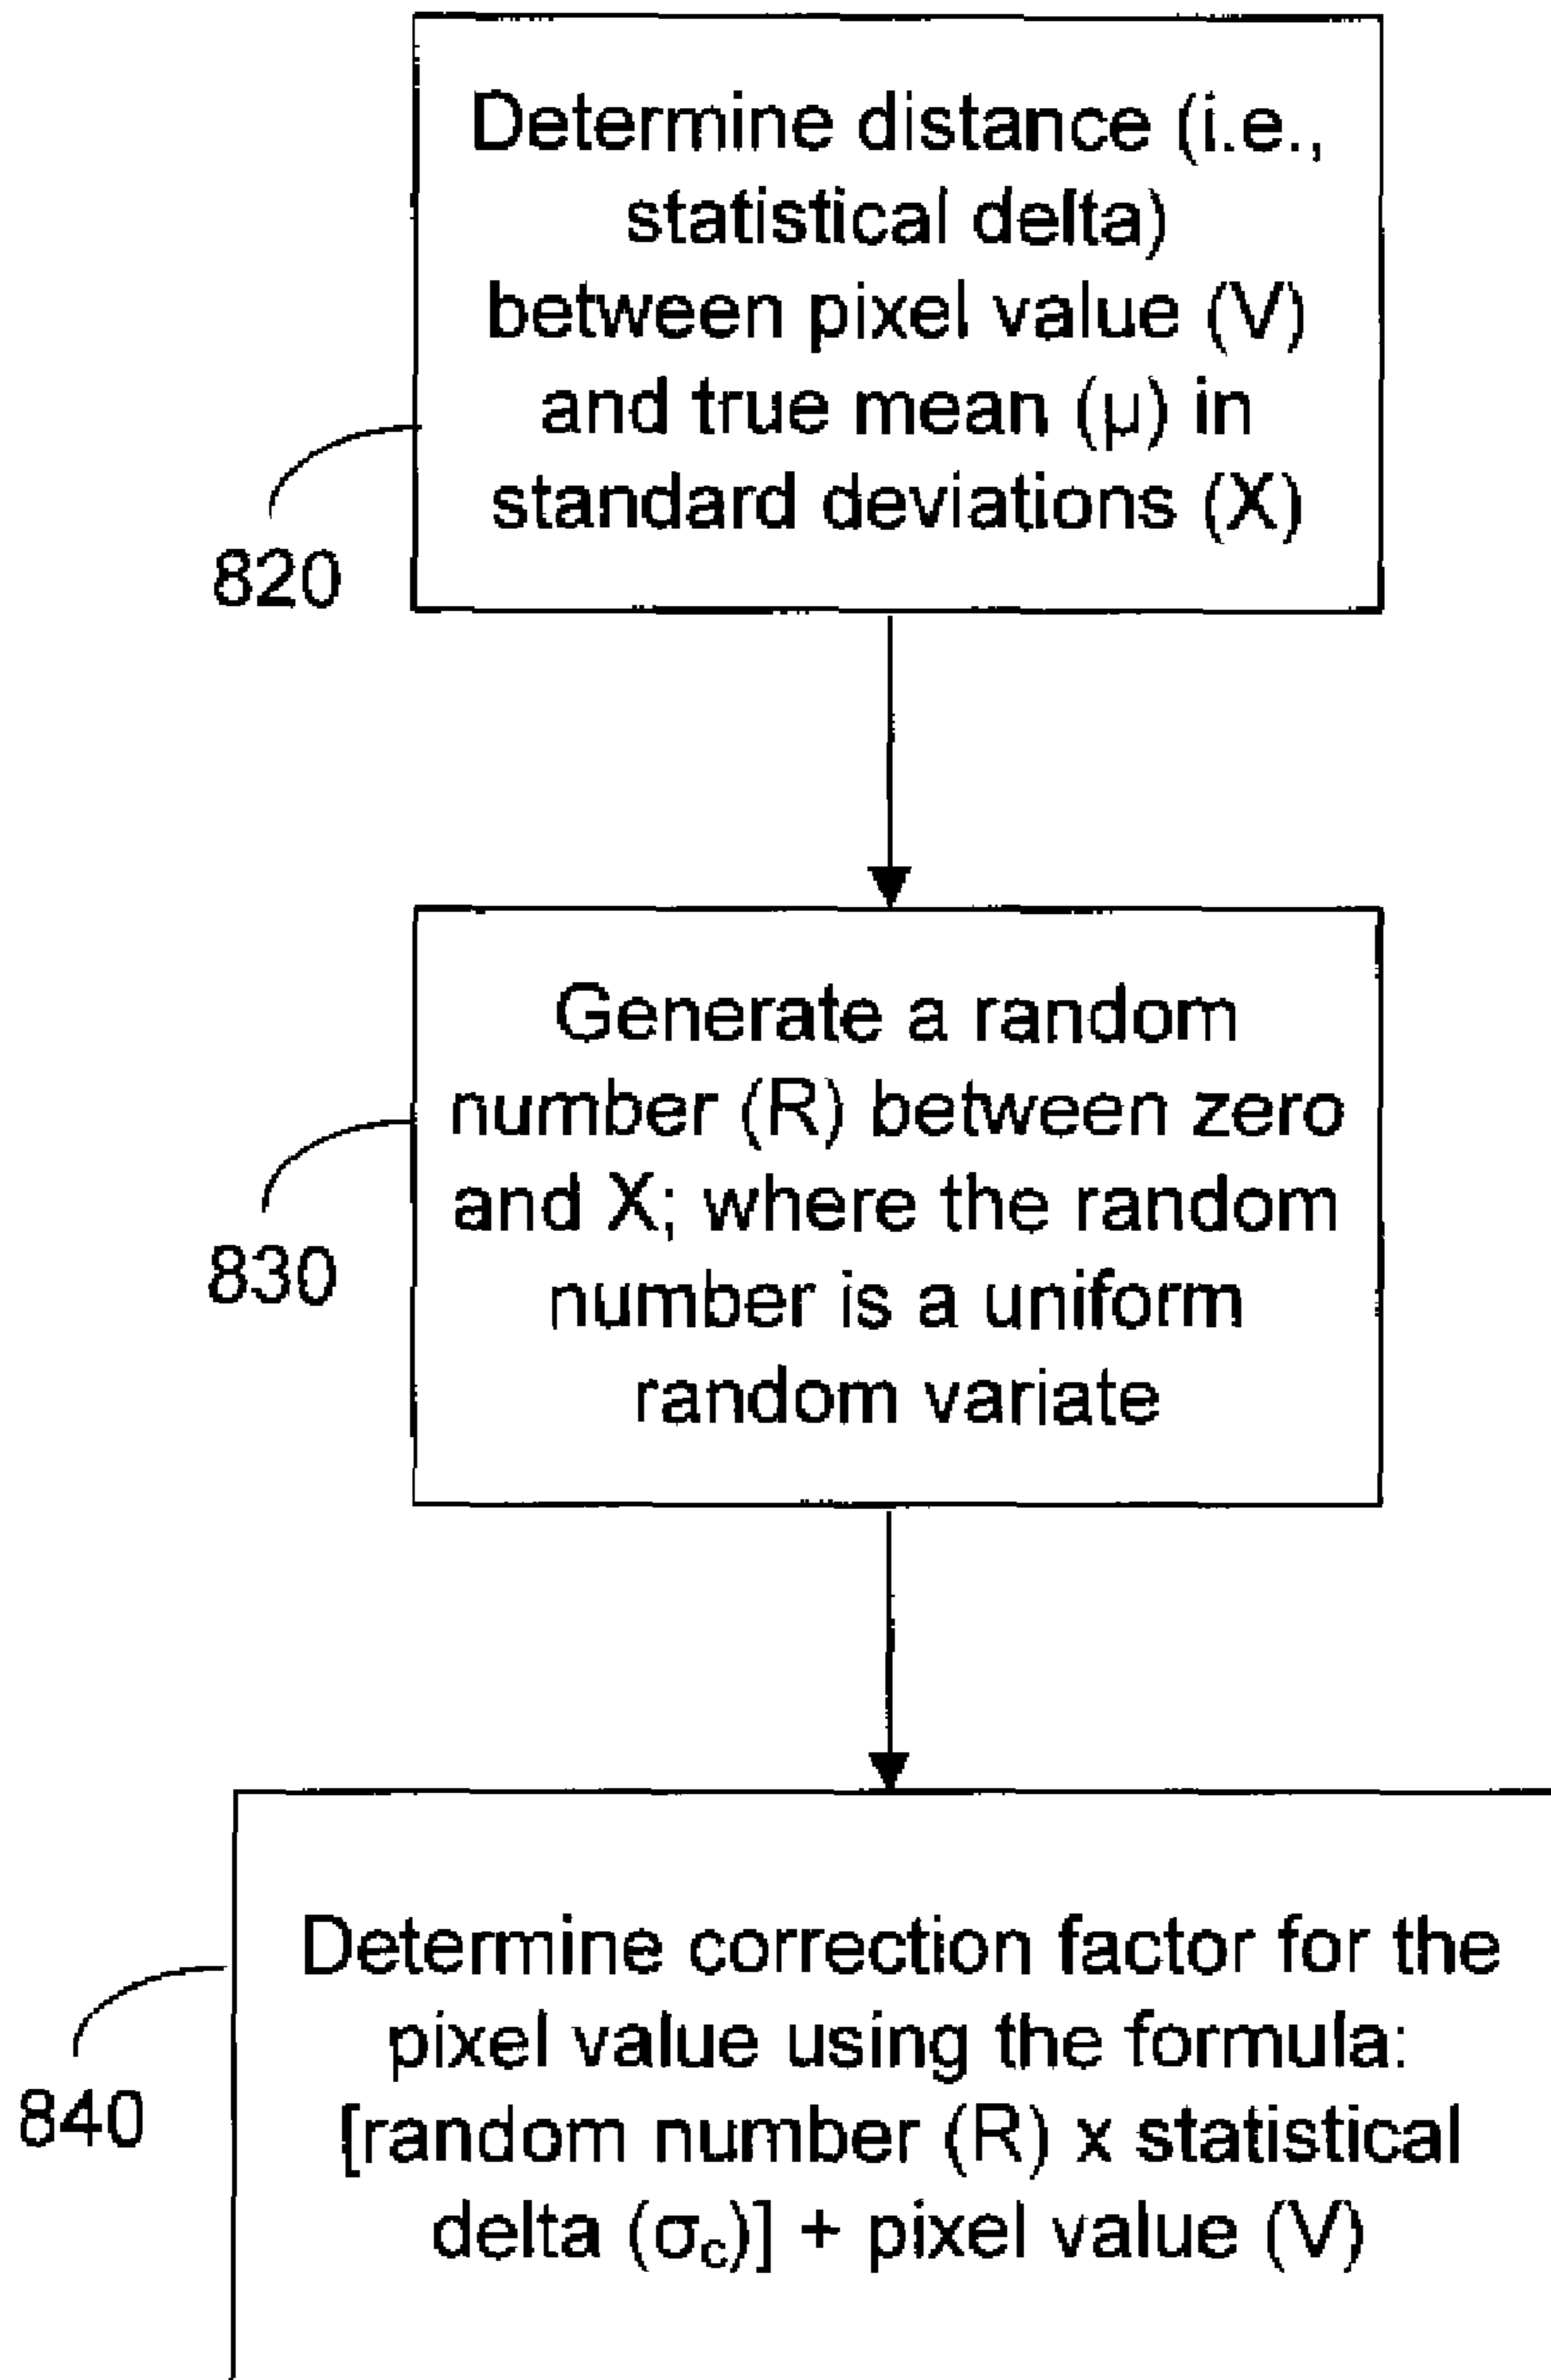 Determine distance (i.e.,
statistical delta)
between pixel value (V)
and true mean (μ) in
standard deviations (X)
820
Generate a random
number (R) between zero
and X; where the random
number is a uniform
random variate
830
Determine correction factor for the
pixel value using the formula:
[random number (R) x statistical
delta (σc)] + pixel value (V)
840